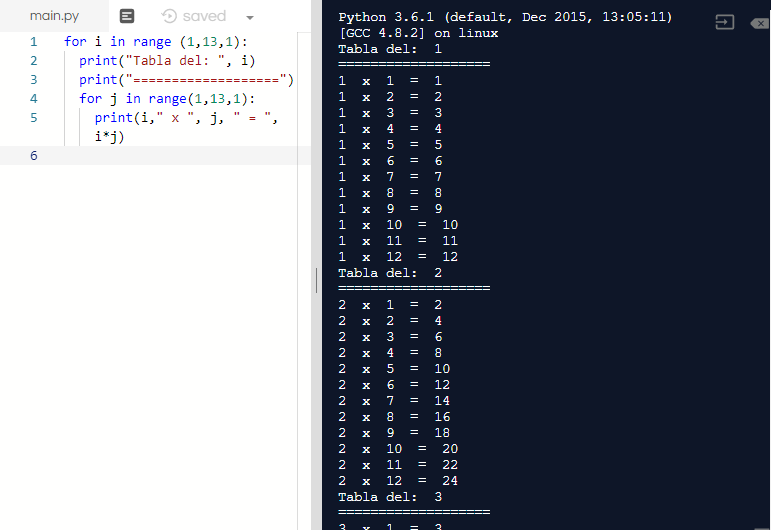 main.py
saved
1 for i in range (1,13,1):
2 print("Tabla del: ", i)
3 print("===================")
4 for j in range(1,13,1):
5 print(i," x ", j, " = ",
i*j)
6
Python 3.6.1 (default, Dec 2015, 13:05:11)
[GCC 4.8.2] on linux
Tabla del:  1
===================
1  x  1  =  1
1  x  2  =  2
1  x  3  =  3
1  x  4  =  4
1  x  5  =  5
1  x  6  =  6
1  x  7  =  7
1  x  8  =  8
1  x  9  =  9
1  x  10  =  10
1  x  11  =  11
1  x  12  =  12
Tabla del:  2
===================
2  x  1  =  2
2  x  2  =  4
2  x  3  =  6
2  x  4  =  8
2  x  5  =  10
2  x  6  =  12
2  x  7  =  14
2  x  8  =  16
2  x  9  =  18
2  x  10  =  20
2  x  11  =  22
2  x  12  =  24
Tabla del:  3
===================
3  x  1  =  3